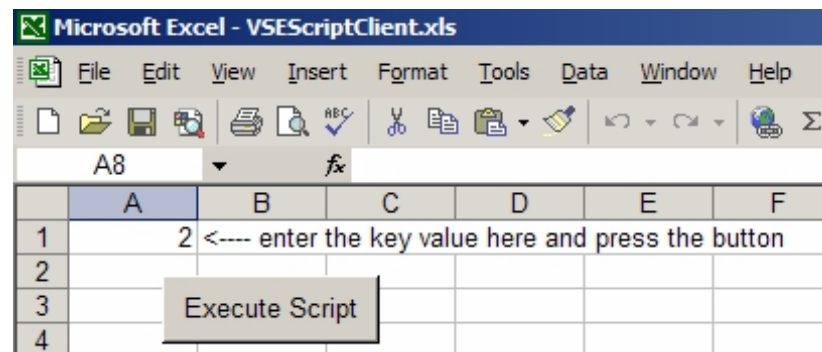 Microsoft Excel - VSEScriptClient.xls
File Edit View Insert Format Tools Data Window Help
ABC Σ
A8 fx
A B C D E F
1 2 <---- enter the key value here and press the button
2
3 Execute Script
4